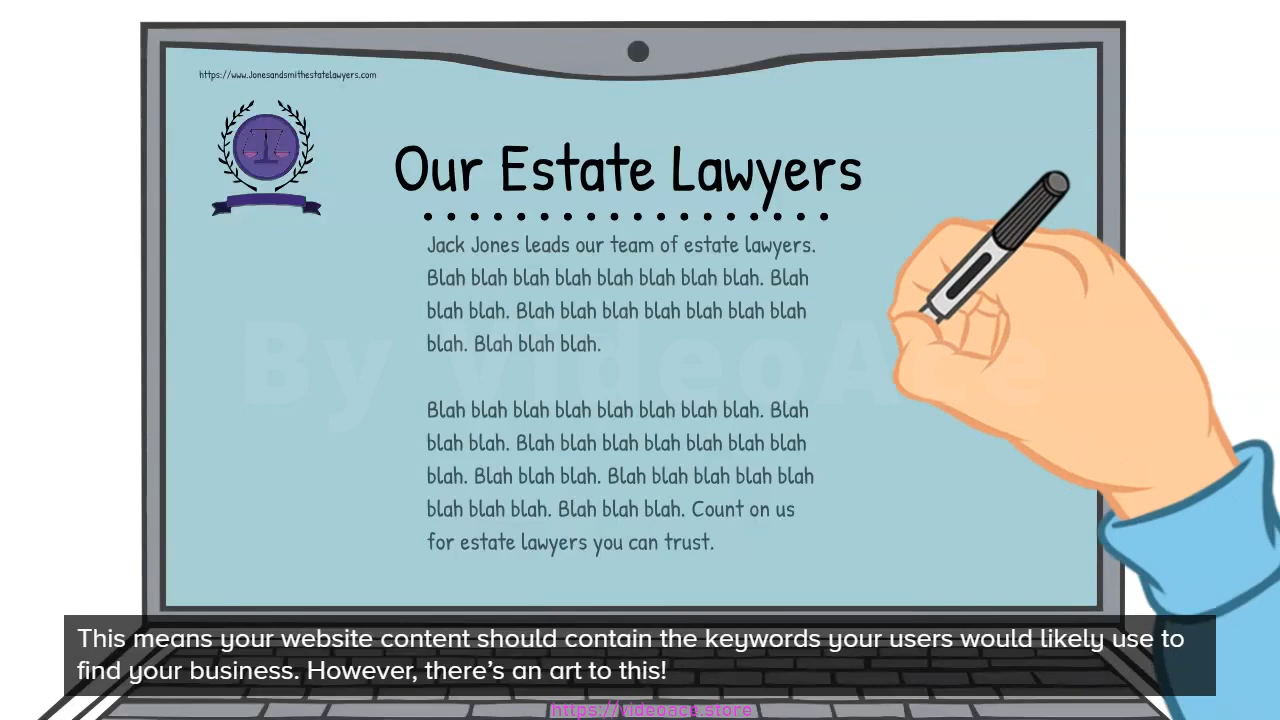 https://www.Jonesandsmithestatelawyers.com
Our Estate Lawyers
Jack Jones leads our team of estate lawyers.
Blah blah blah blah blah blah blah blah. Blah
blah blah. Blah blah blah blah blah blah blah
blah. Blah blah blah.
By VideoAce
Blah blah blah blah blah blah blah blah. Blah
blah blah. Blah blah blah blah blah blah blah
blah. Blah blah blah. Blah blah blah blah blah
blah blah blah. Blah blah blah. Count on us
for estate lawyers you can trust.
This means your website content should contain the keywords your users would likely use to
find your business. However, there’s an art to this!
https://videoace.store